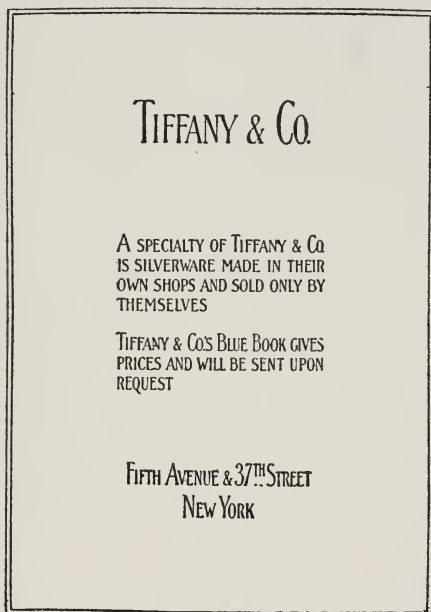 TIFFANY & CO.
A SPECIALTY OF TIFFANY & CO.
IS SILVERWARE MADE IN THEIR
OWN SHOPS AND SOLD ONLY BY
THEMSELVES
TIFFANY & CO.'S BLUE BOOK GIVES
PRICES AND WILL BE SENT UPON
REQUEST
FIFTH AVENUE & 37TH STREET
NEW YORK